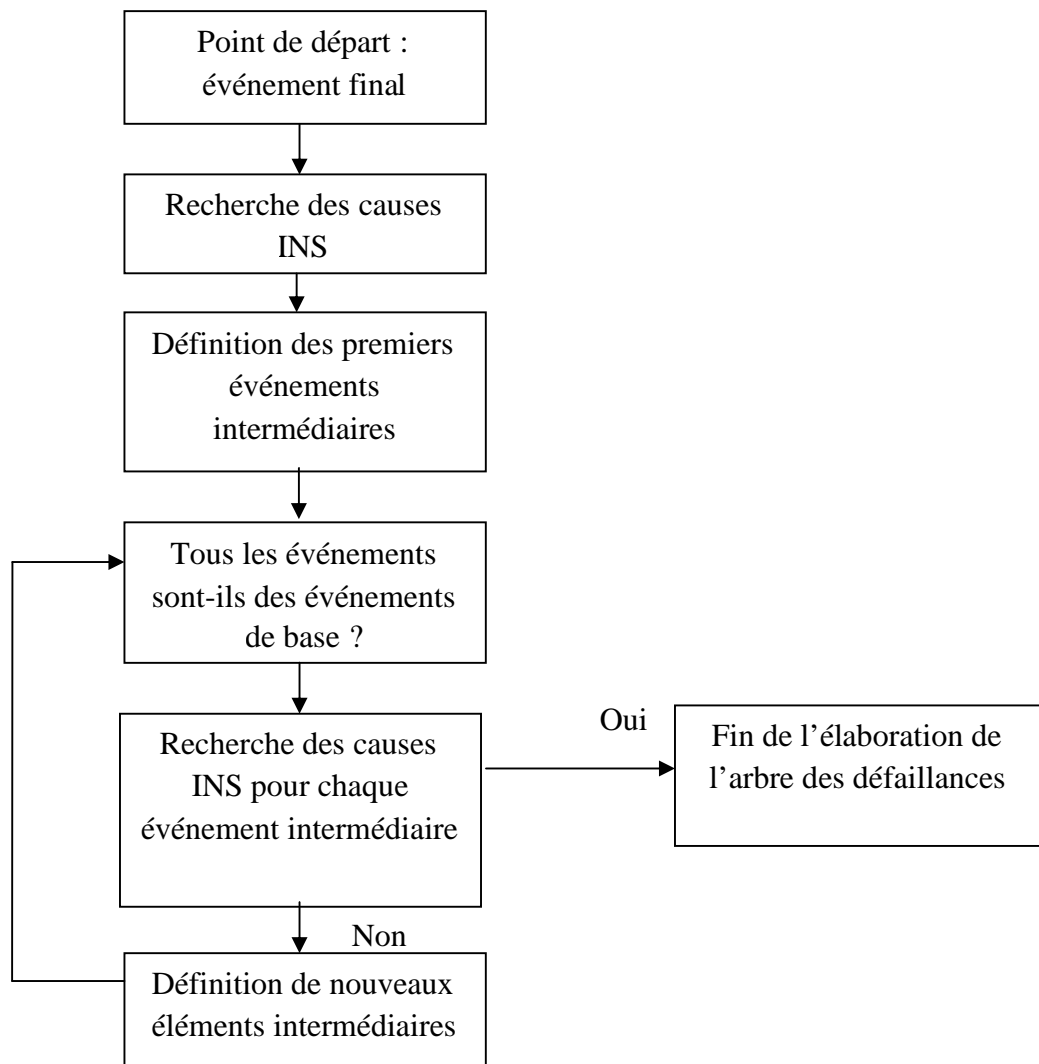 Point de départ :
événement final
Recherche des causes
INS
Définition des premiers
événements
intermédiaires
Tous les événements
sont-ils des événements
de base ?
Recherche des causes
INS pour chaque
événement intermédiaire
Oui
Fin de l’élaboration de
l’arbre des défaillances
Non
Définition de nouveaux
éléments intermédiaires